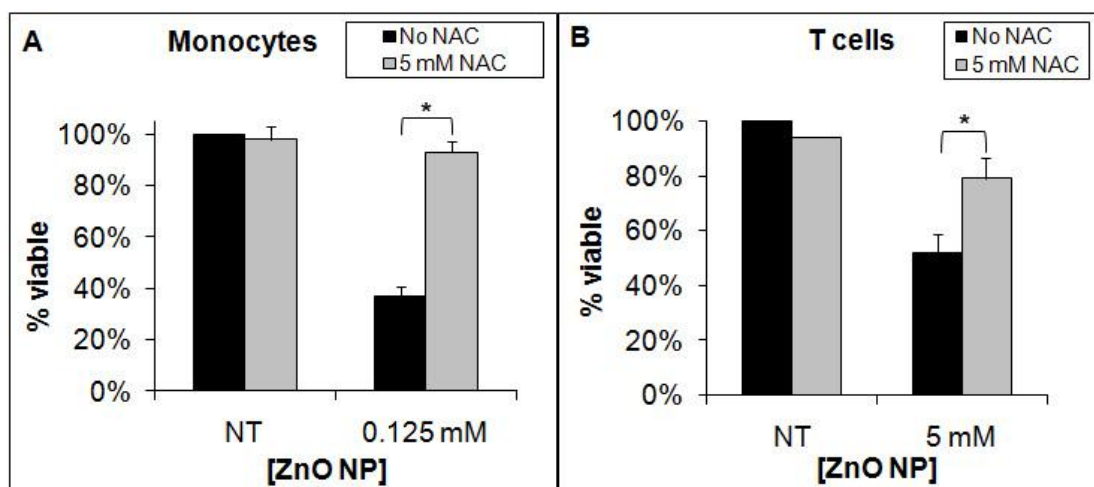 A
Monocytes
No NAC
5 mM NAC
% viable
100%
80%
60%
40%
20%
0%
*
NT
0.125 mM
[ZnO NP]
B
T cells
No NAC
5 mM NAC
% viable
100%
80%
60%
40%
20%
0%
*
NT
5 mM
[ZnO NP]